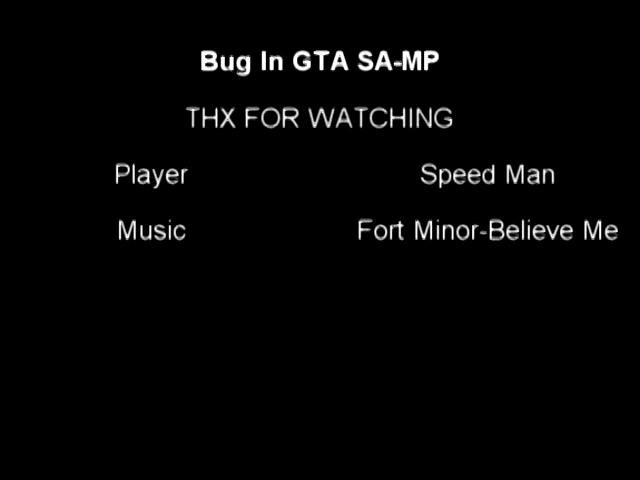 Bug In GTA SA-MP
THX FOR WATCHING
Player Speed Man
Music Fort Minor-Believe Me